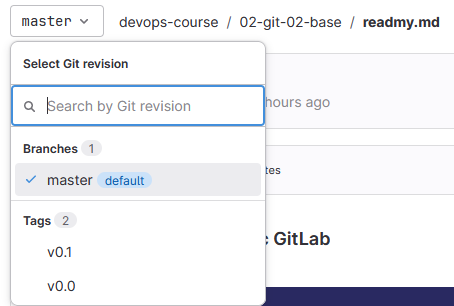 master devops-course / 02-git-02-base / readmy.md
Select Git revision
Search by Git revision
hours ago
Branches 1
tes
master default
Tags 2
GitLab
v0.1
v0.0